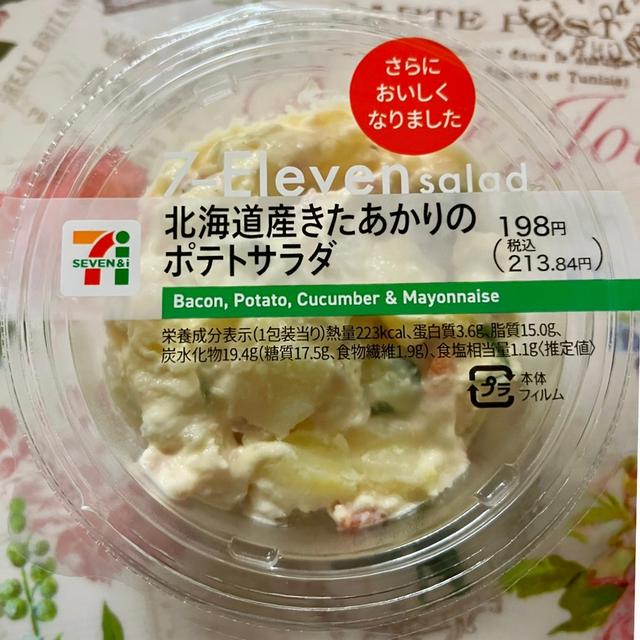 さらに
おいしく
なりました
7-Eleven salad
北海道産きたあかりの
ポテトサラダ
198円
(税込
213.84円)
SEVEN&i
Bacon, Potato, Cucumber & Mayonnaise
栄養成分表示(1包装当り)熱量223kcal、蛋白質3.6g、脂質15.0g、
炭水化物19.4g(糖質17.5g、食物繊維1.9g)、食塩相当量1.1g〈推定値〉
プラ
本体
フィルム